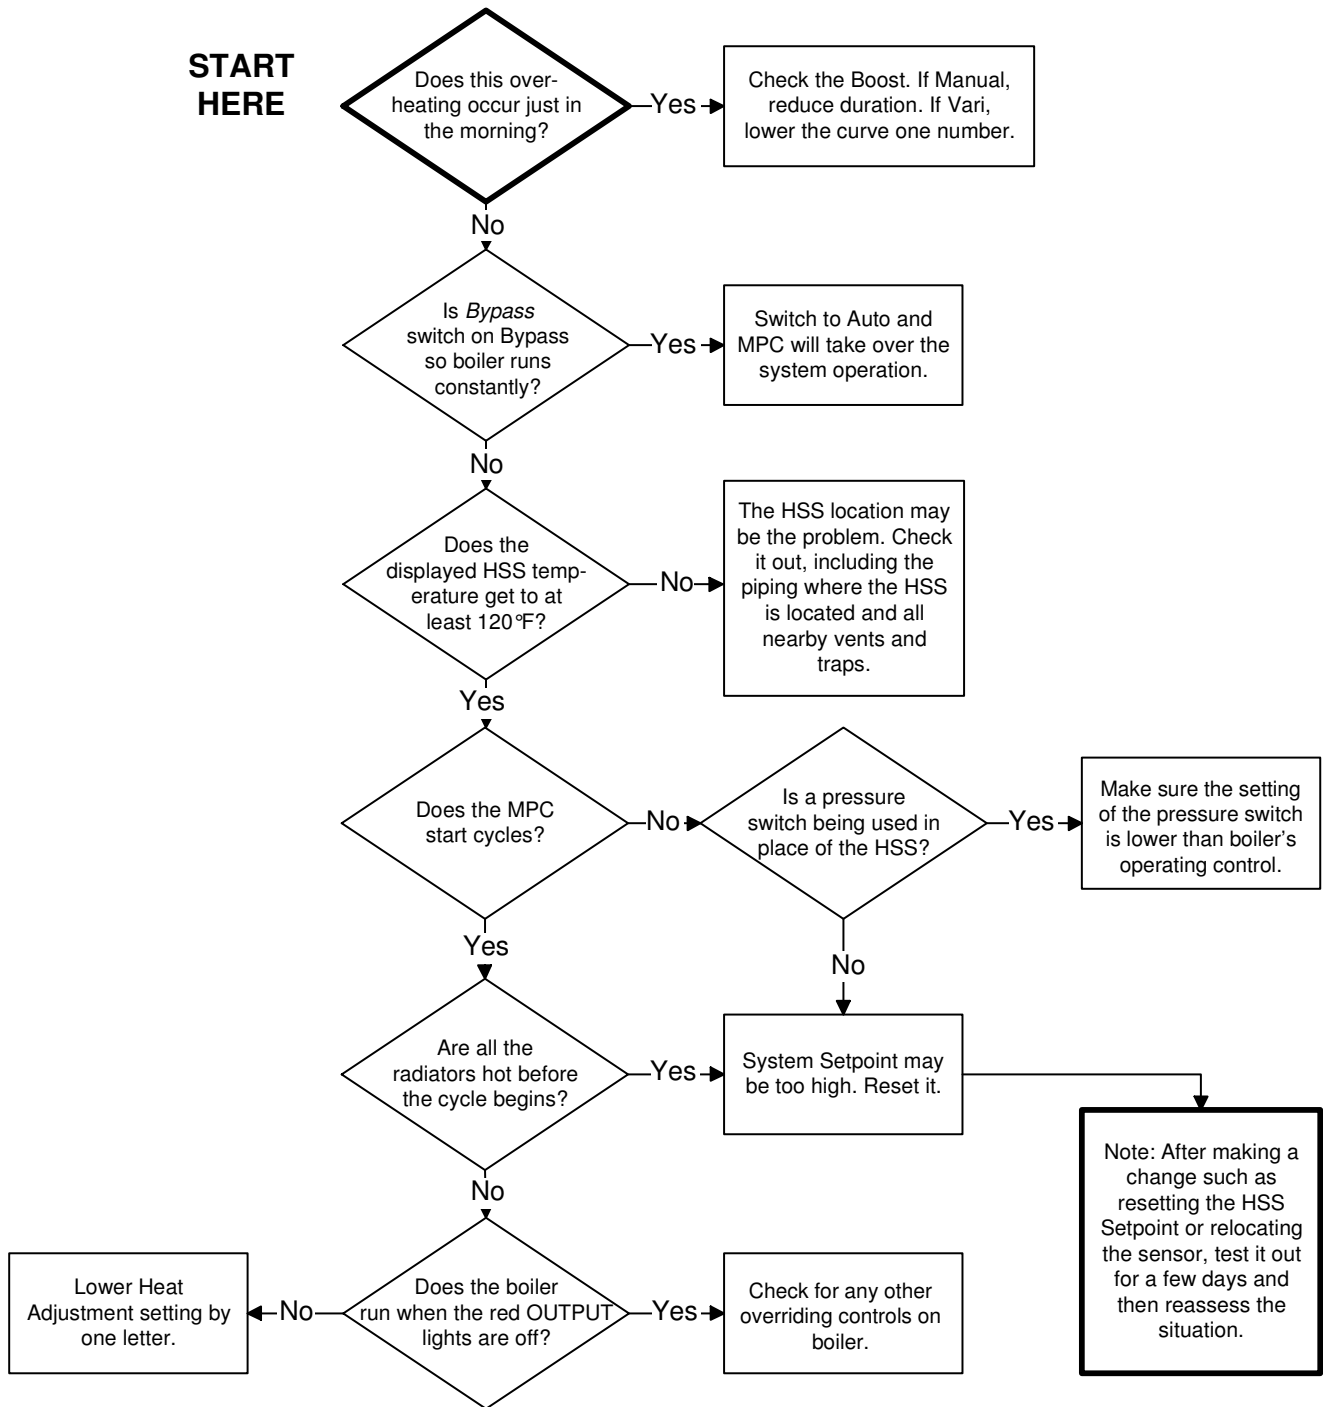 START
HERE
Does this over-
heating occur just in
the morning?
Yes
Check the Boost. If Manual,
reduce duration. If Vari,
lower the curve one number.
No
Is Bypass
switch on Bypass
so boiler runs
constantly?
Yes
Switch to Auto and
MPC will take over the
system operation.
No
Does the
displayed HSS temp-
erature get to at
least 120°F?
No
The HSS location may
be the problem. Check
it out, including the
piping where the HSS
is located and all
nearby vents and
traps.
Yes
Does the MPC
start cycles?
No
Is a pressure
switch being used in
place of the HSS?
Yes
Make sure the setting
of the pressure switch
is lower than boiler's
operating control.
Yes
No
Are all the
radiators hot before
the cycle begins?
Yes
System Setpoint may
be too high. Reset it.
Note: After making a
change such as
resetting the HSS
Setpoint or relocating
the sensor, test it out
for a few days and
then reassess the
situation.
No
Does the boiler
run when the red OUTPUT
lights are off?
No
Lower Heat
Adjustment setting by
one letter.
Yes
Check for any other
overriding controls on
boiler.